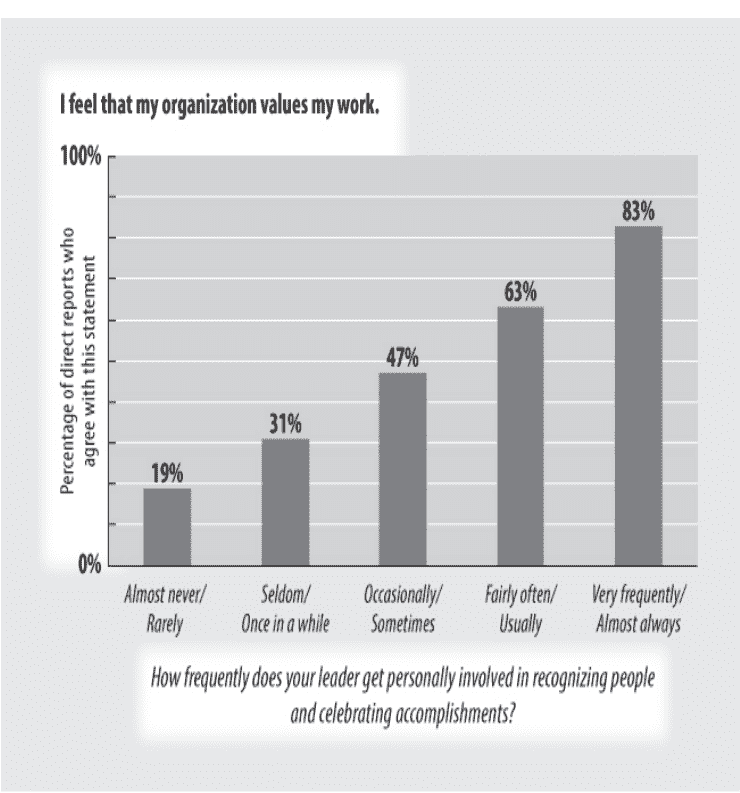 I feel that my organization values my work.
100%
Percentage of direct reports who
agree with this statement
0%
19%
31%
47%
63%
83%
Almost never/
Rarely
Seldom/
Once in a while
Occasionally/
Sometimes
Fairly often/
Usually
Very frequently/
Almost always
How frequently does your leader get personally involved in recognizing people
and celebrating accomplishments?